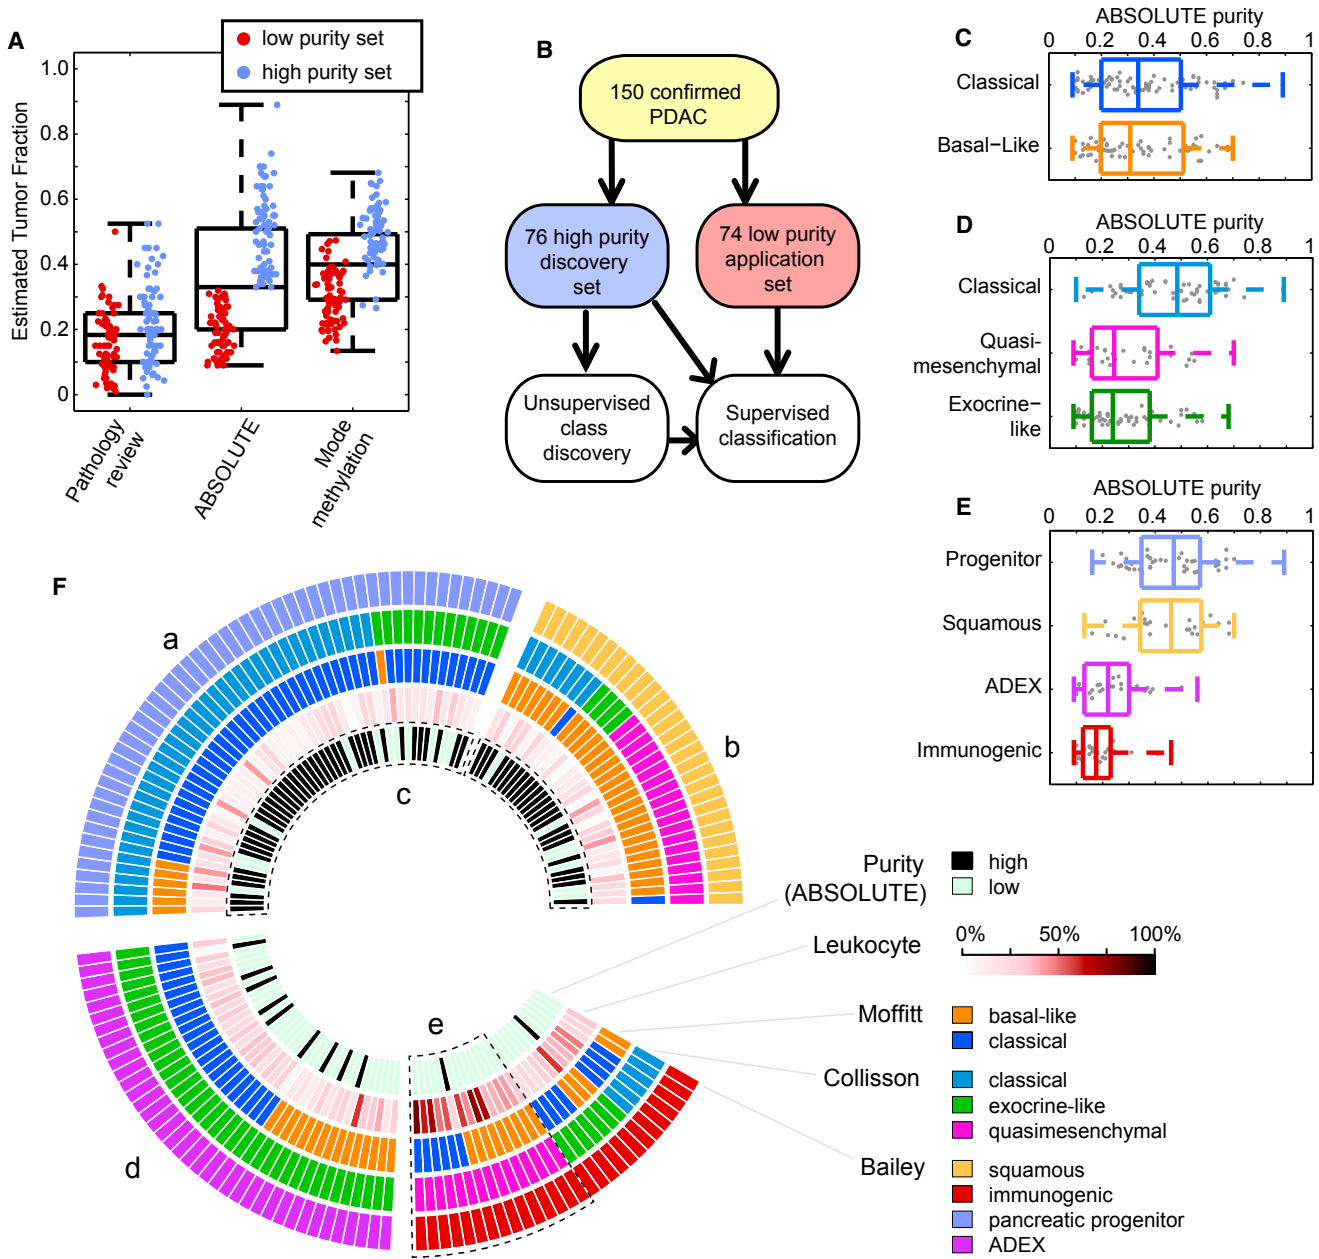 A
low purity set
high purity set
Estimated Tumor Fraction
1.0
0.8
0.6
0.4
0.2
0
Pathology
review
ABSOLUTE
Mode
methylation
B
150 confirmed
PDAC
76 high purity
discovery
set
74 low purity
application
set
Unsupervised
class
discovery
Supervised
classification
C
ABSOLUTE purity
0 0.2 0.4 0.6 0.8 1
Classical
Basal-Like
D
ABSOLUTE purity
0 0.2 0.4 0.6 0.8 1
Classical
Quasi-
mesenchymal
Exocrine-
like
E
ABSOLUTE purity
0 0.2 0.4 0.6 0.8 1
Progenitor
Squamous
ADEX
Immunogenic
F
a
b
c
d
e
Purity
(ABSOLUTE)
high
low
Leukocyte
0% 50% 100%
Moffitt
basal-like
classical
Collisson
classical
exocrine-like
quasimesenchymal
Bailey
squamous
immunogenic
pancreatic progenitor
ADEX